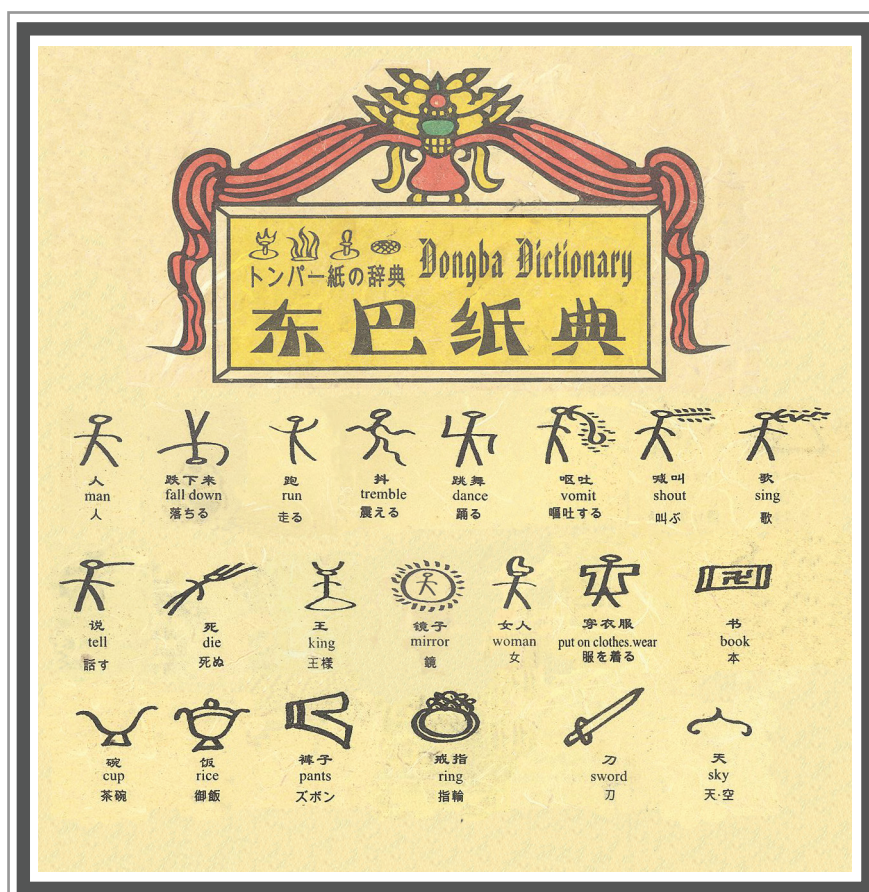 トンパー紙の辞典 Dongba Dictionary
东巴纸典
人 跌下来 跑 抖 跳舞 呕吐 喊叫 歌
man fall down run tremble dance vomit shout sing
人 落ちる 走る 震える 踊る 嘔吐する 叫ぶ 歌
说 死 王 镜子 女人 穿衣服 书
tell die king mirror woman put on clothes.wear book
話す 死ぬ 王様 鏡 女 服を着る 本
碗 饭 裤子 戒指 刀 天
cup rice pants ring sword sky
茶碗 御飯 ズボン 指輪 刀 天·空